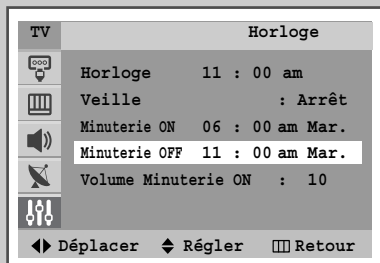 TV Horloge
Horloge 11 : 00 am
Veille : Arrêt
Minuterie ON 06 : 00 am Mar.
Minuterie OFF 11 : 00 am Mar.
Volume Minuterie ON : 10
Déplacer Régler Retour